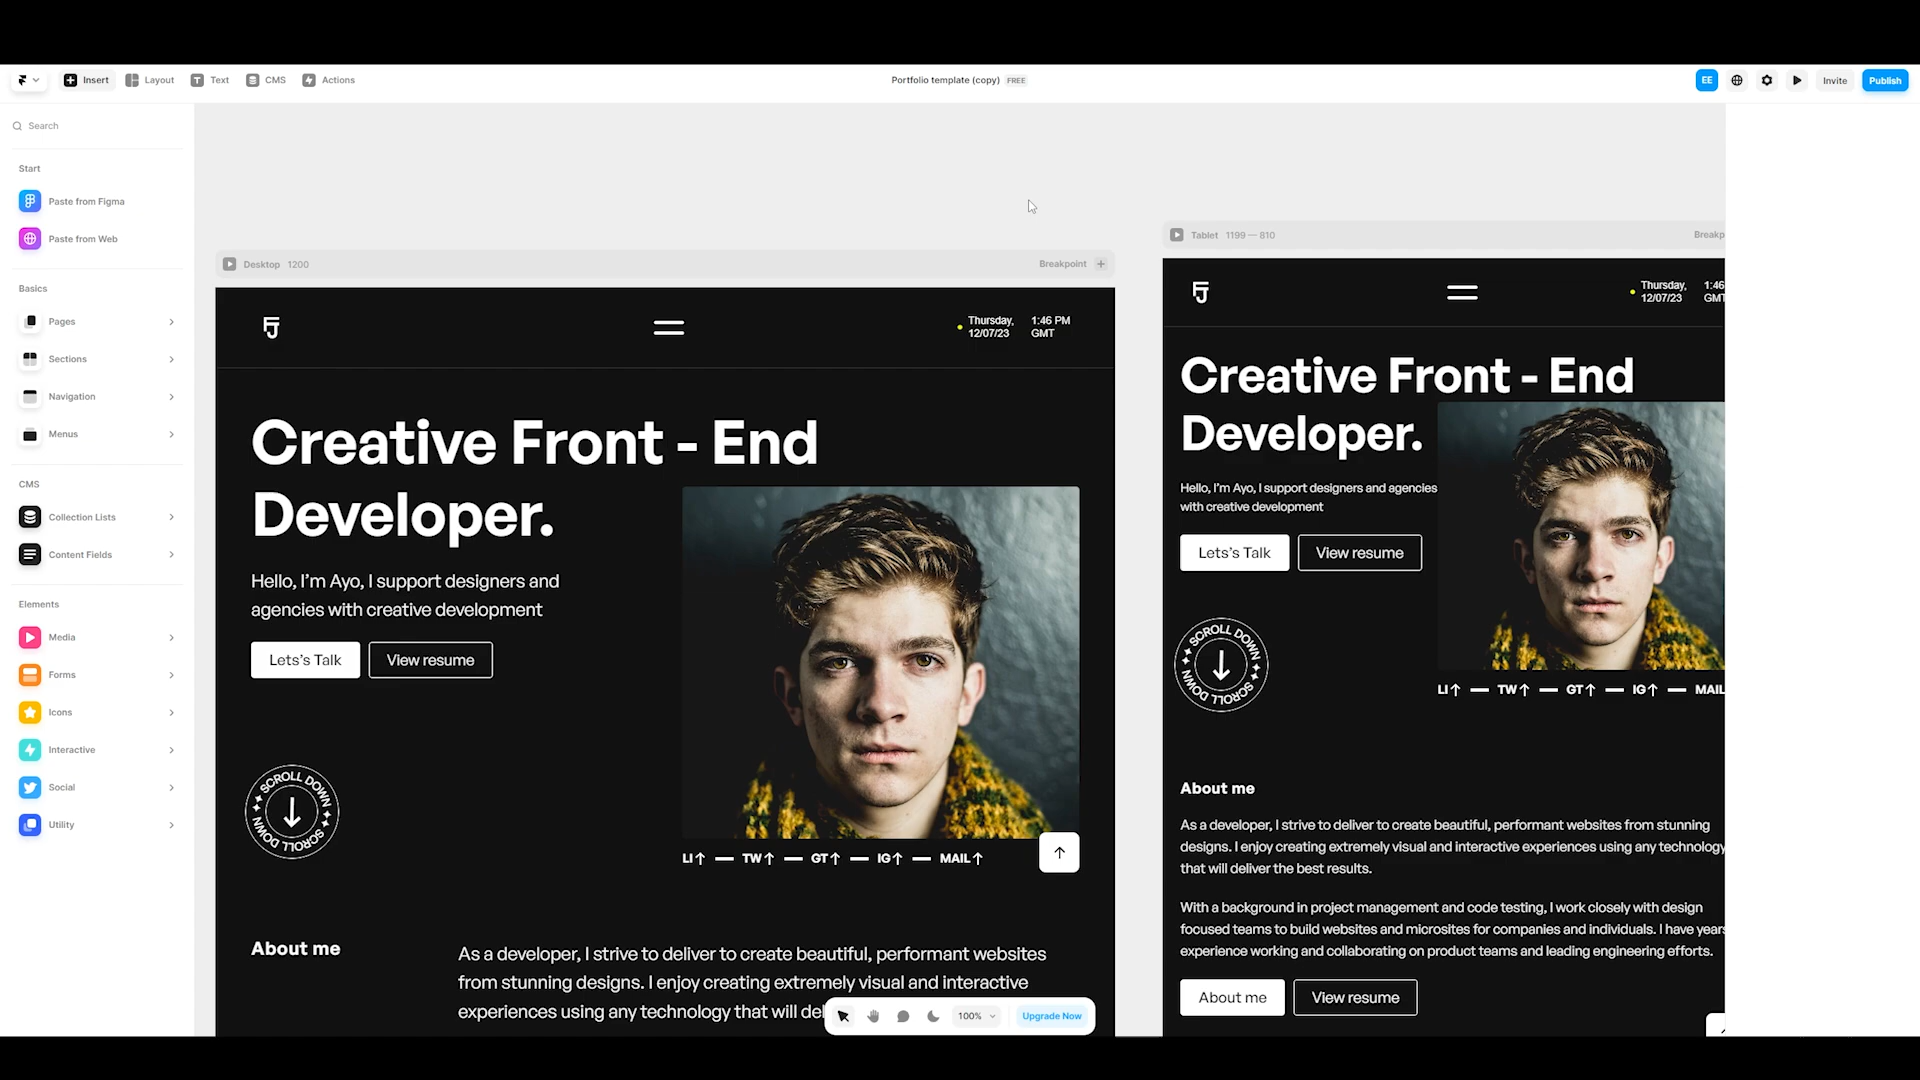 Insert
Layout
Text
CMS
Actions
Portfolio template (copy) FREE
EE
Invite
Publish
Search
Start
Paste from Figma
Paste from Web
Basics
Pages
Sections
Navigation
Menus
CMS
Collection Lists
Content Fields
Elements
Media
Forms
Icons
Interactive
Social
Utility
Desktop 1200
Breakpoint
Thursday, 1:46 PM
12/07/23 GMT
Creative Front - End
Developer.
Hello, I'm Ayo, I support designers and
agencies with creative development
Lets's Talk
View resume
SCROLL DOWN
SCROLL DOWN
LI↑ — TW↑ — GT↑ — IG↑ — MAIL↑
About me
As a developer, I strive to deliver to create beautiful, performant websites
from stunning designs. I enjoy creating extremely visual and interactive
experiences using any technology that will del
100%
Upgrade Now
Tablet 1199 — 810
Breakp
Thursday, 1:46
12/07/23 GMT
Creative Front - End
Developer.
Hello, I'm Ayo, I support designers and agencies
with creative development
Lets's Talk
View resume
SCROLL DOWN
SCROLL DOWN
LI↑ — TW↑ — GT↑ — IG↑ — MAIL
About me
As a developer, I strive to deliver to create beautiful, performant websites from stunning
designs. I enjoy creating extremely visual and interactive experiences using any technology
that will deliver the best results.
With a background in project management and code testing, I work closely with design
focused teams to build websites and microsites for companies and individuals. I have years
experience working and collaborating on product teams and leading engineering efforts.
About me
View resume